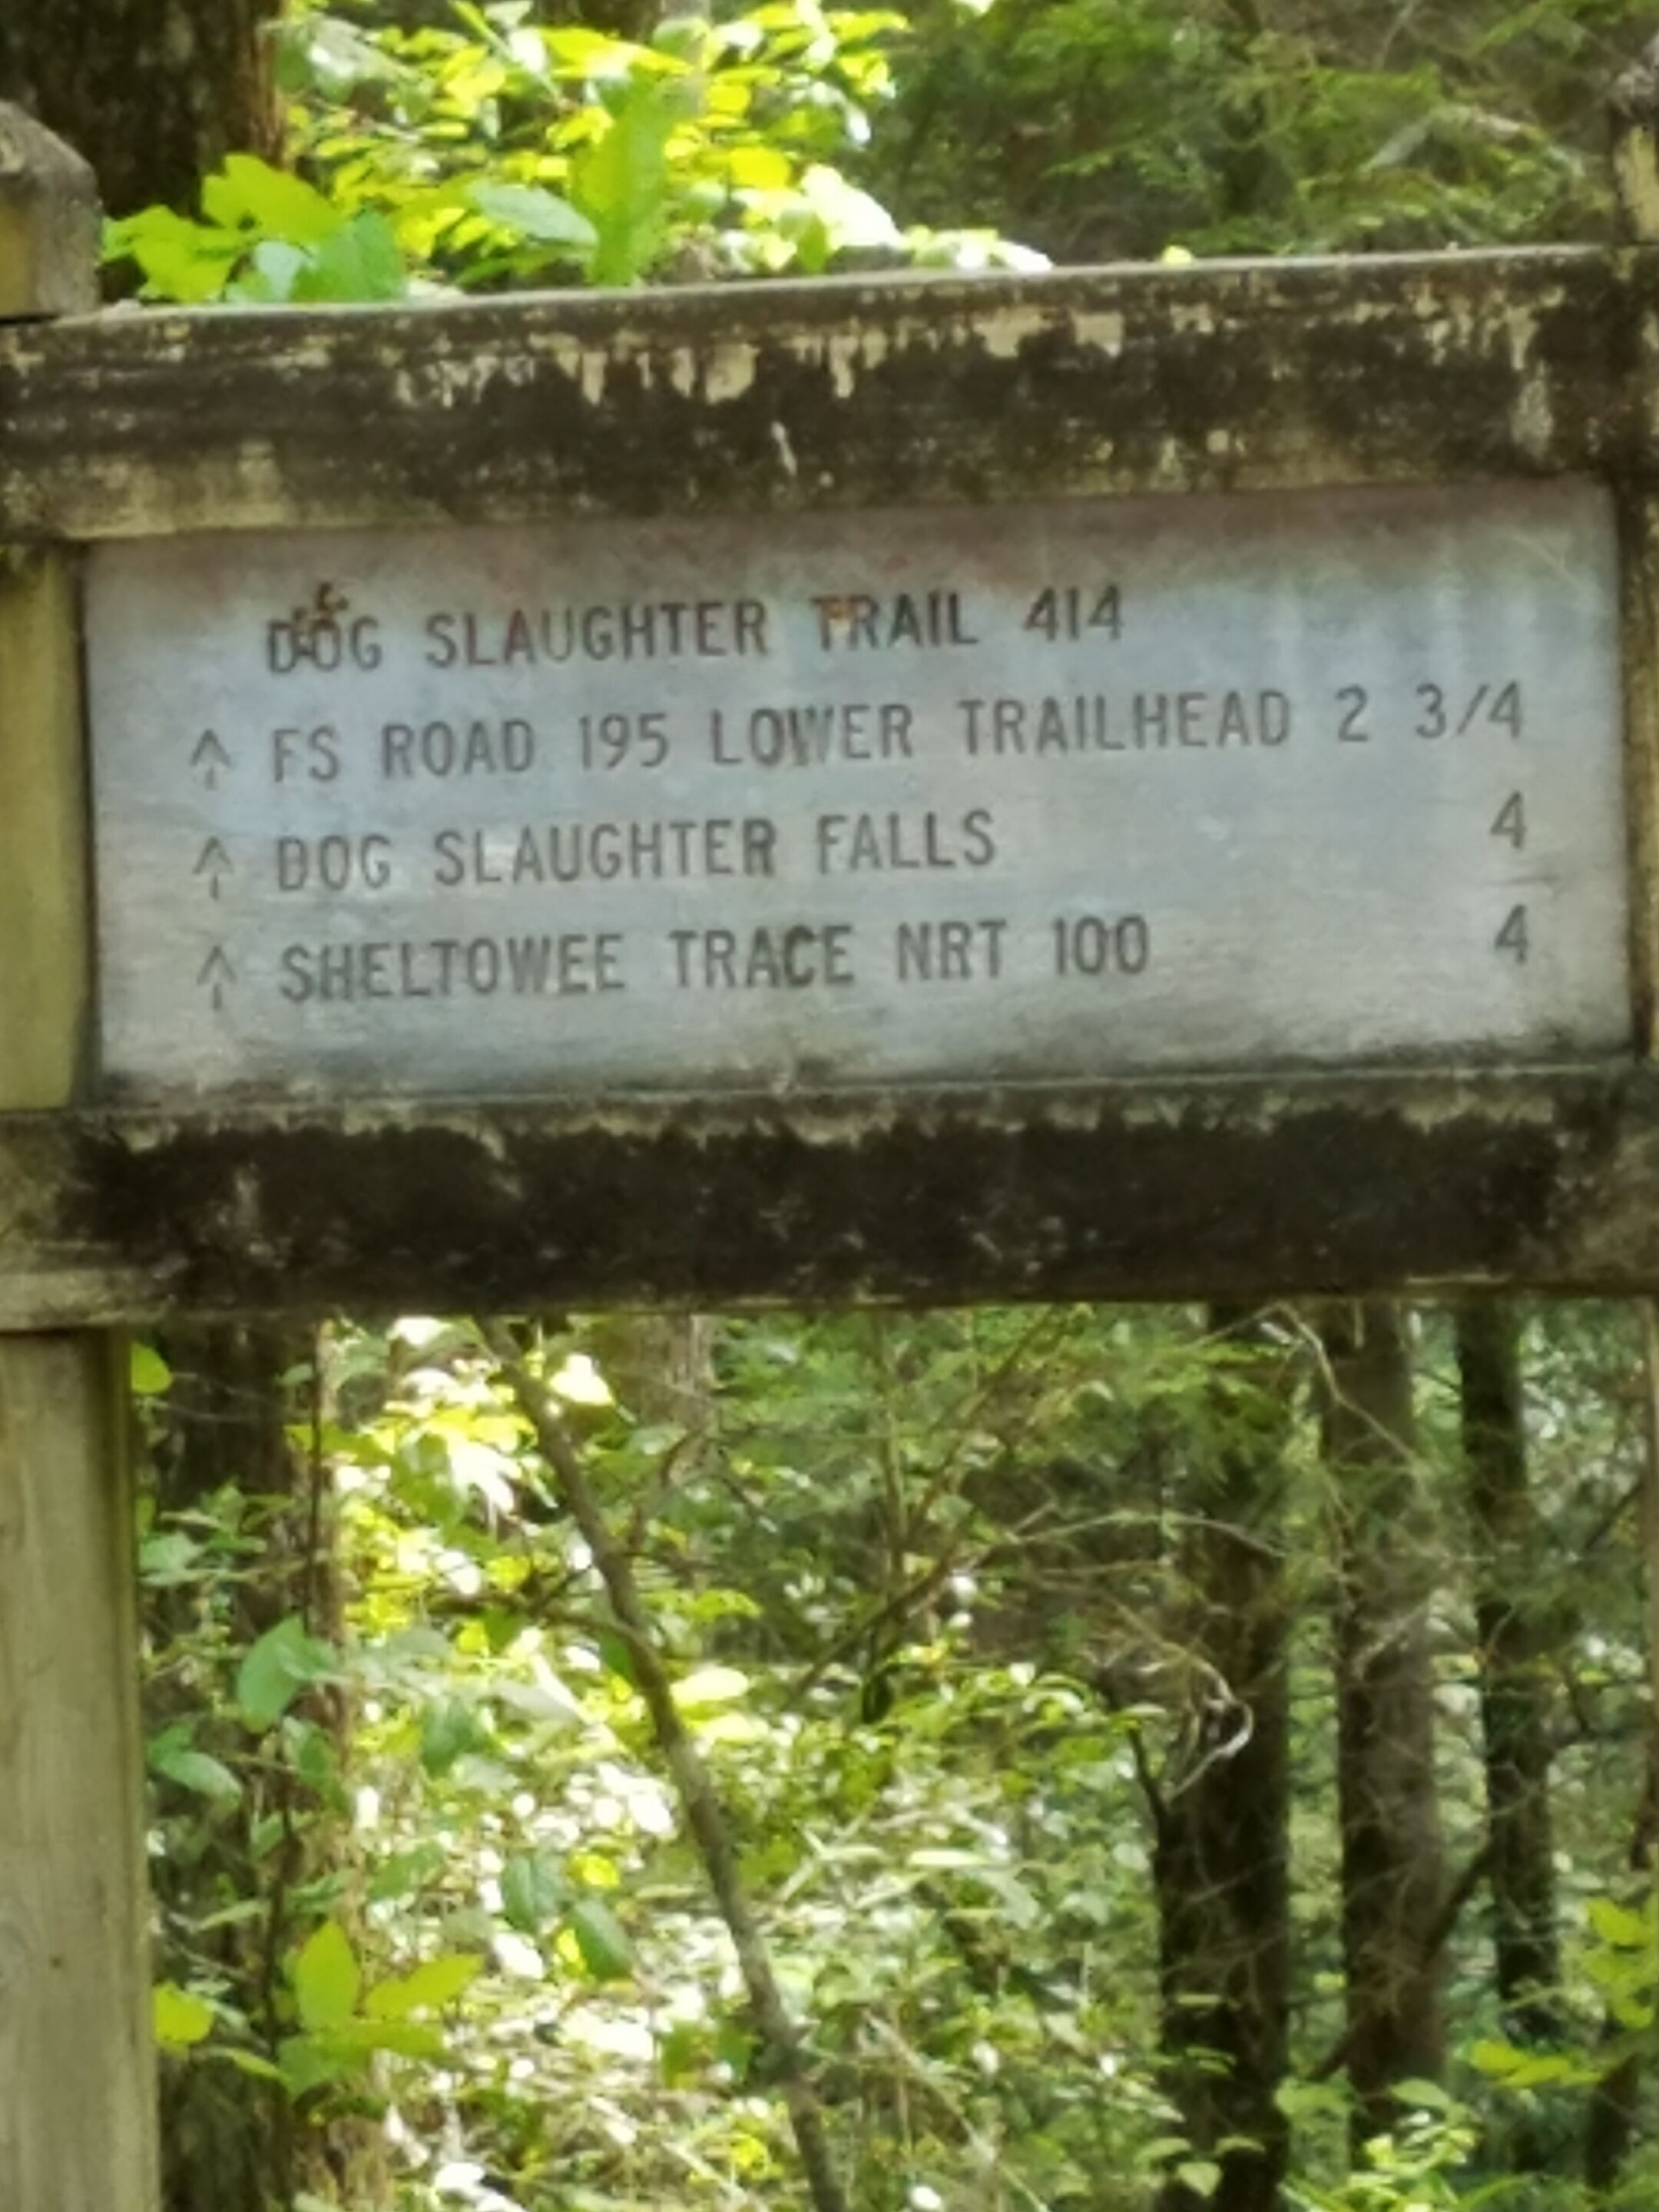 DOG SLAUGHTER TRAIL 414
↑ FS ROAD 195 LOWER TRAILHEAD 2 3/4
↑ DOG SLAUGHTER FALLS 4
↑ SHELTOWEE TRACE NRT 100 4